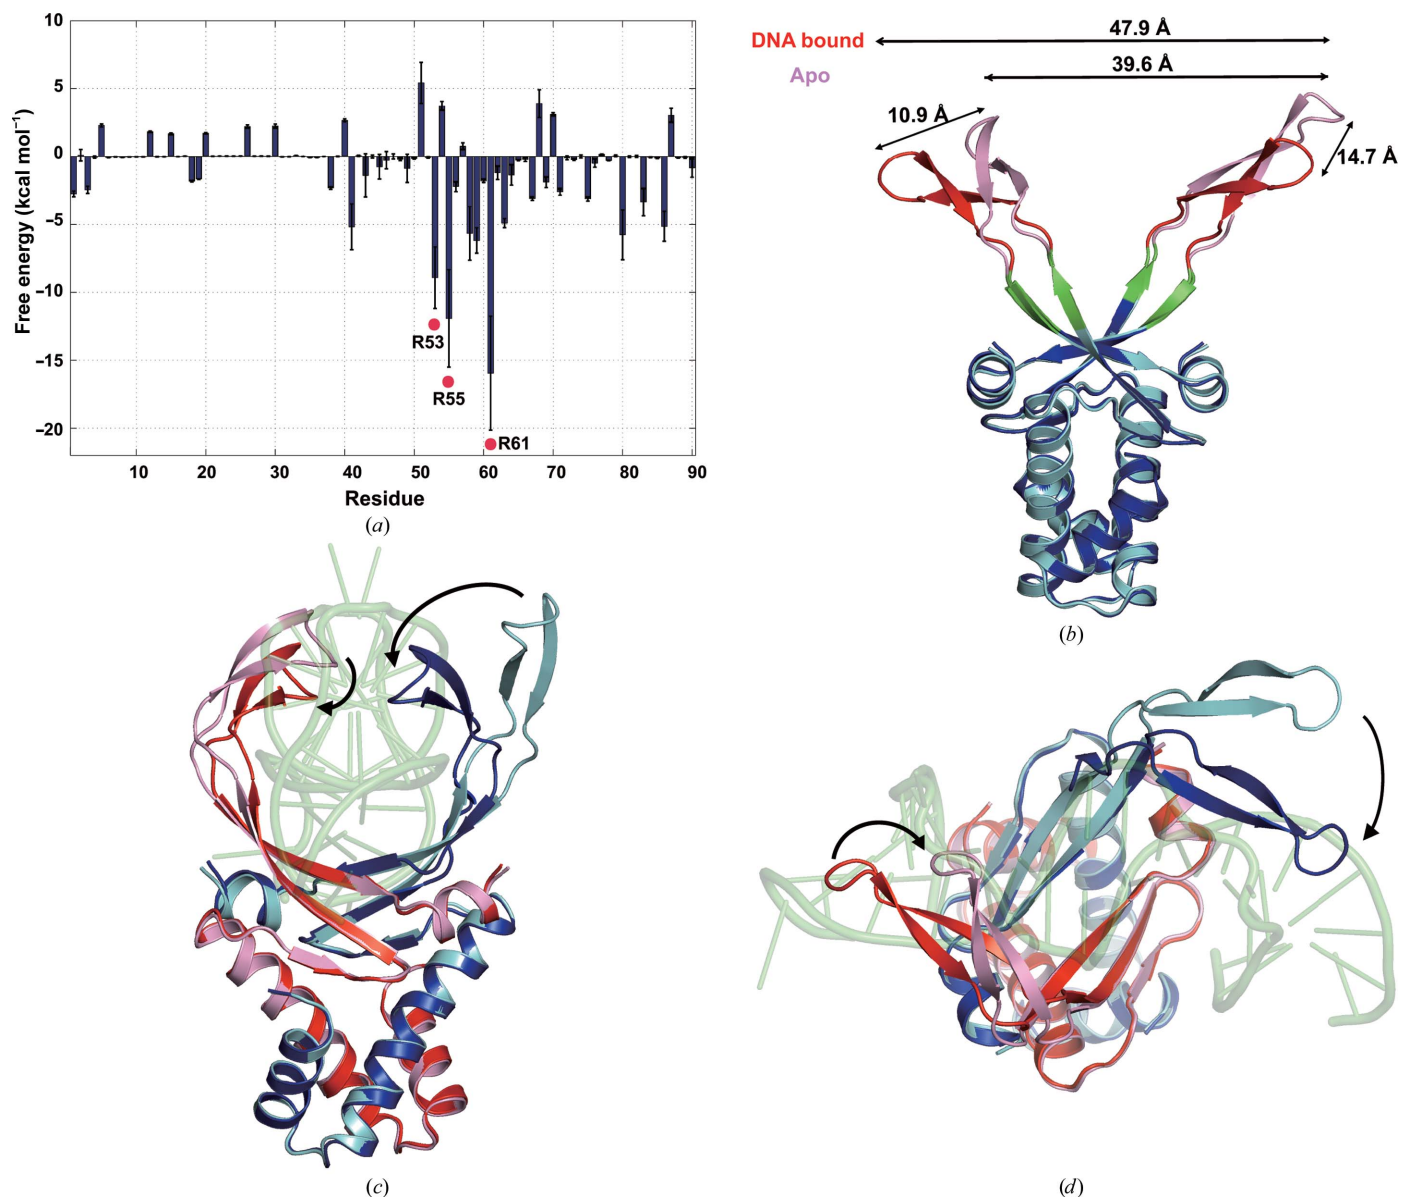 10
5
0
−5
−10
−15
−20
Free energy (kcal mol−1)
R53
R55
R61
10 20 30 40 50 60 70 80 90
Residue
(a)
DNA bound
47.9 Å
Apo
39.6 Å
10.9 Å
14.7 Å
(b)
(c)
(d)